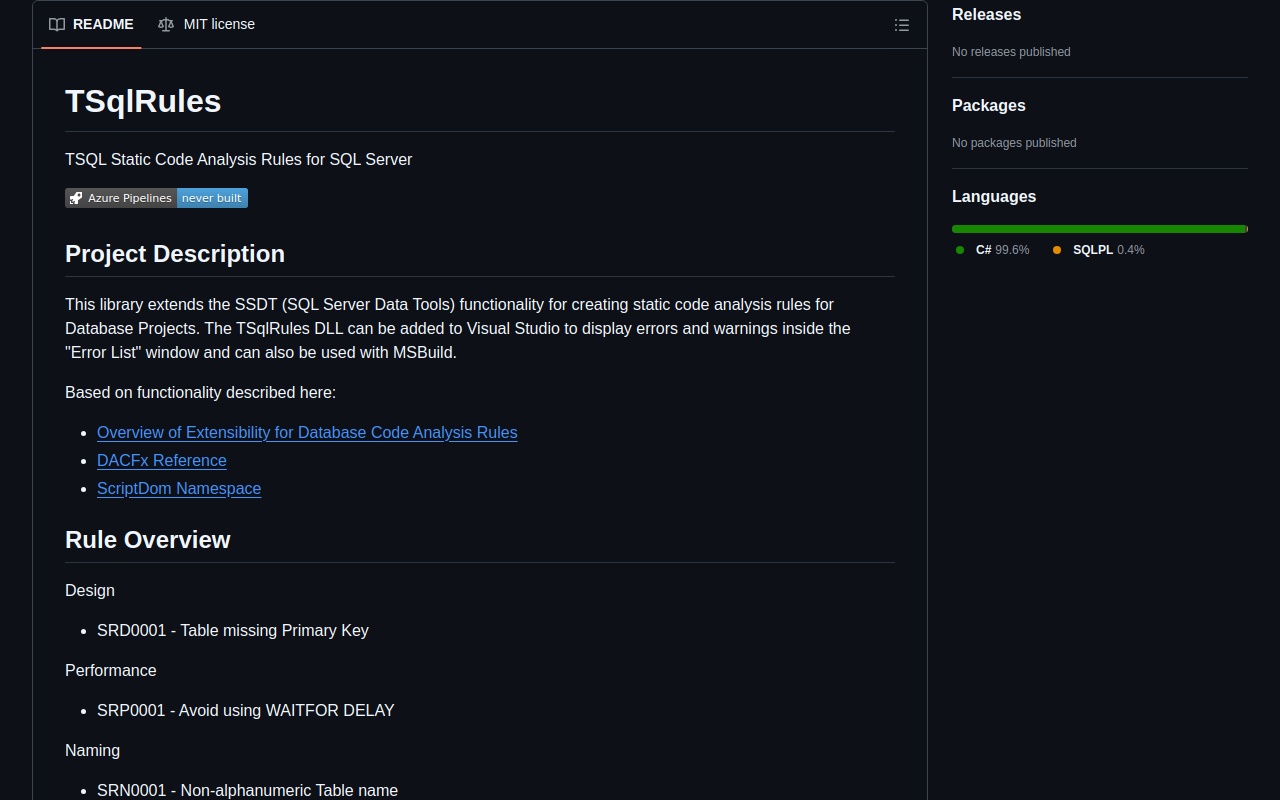 README
MIT license
TSqlRules
TSQL Static Code Analysis Rules for SQL Server
Azure Pipelines never built
Project Description
This library extends the SSDT (SQL Server Data Tools) functionality for creating static code analysis rules for
Database Projects. The TSqlRules DLL can be added to Visual Studio to display errors and warnings inside the
"Error List" window and can also be used with MSBuild.
Based on functionality described here:
Overview of Extensibility for Database Code Analysis Rules
DACFx Reference
ScriptDom Namespace
Rule Overview
Design
SRD0001 - Table missing Primary Key
Performance
SRP0001 - Avoid using WAITFOR DELAY
Naming
SRN0001 - Non-alphanumeric Table name
Releases
No releases published
Packages
No packages published
Languages
C# 99.6%
SQLPL 0.4%